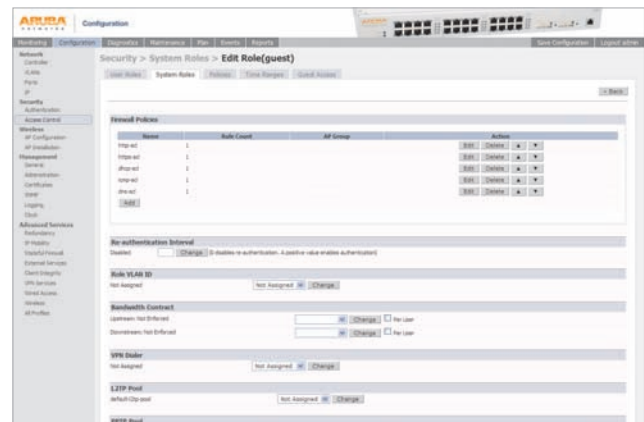 ARUBA
NETWORKS
Configuration
Monitoring Configuration Diagnostics Maintenance Plan Events Reports
Save Configuration Logout admin
Network
Controller
VLANs
Ports
IP
Security
Authentication
Access Control
Wireless
AP Configuration
AP Installation
Management
General
Administration
Certificates
SNMP
Logging
Clock
Advanced Services
Redundancy
IP Mobility
Stateful Firewall
External Services
Client Integrity
VPN Services
Wired Access
Wireless
All Profiles
Security > System Roles > Edit Role(guest)
User Roles System Roles Policies Time Ranges Guest Access
« Back
Firewall Policies
Name Rule Count AP Group Action
http-acl 1 Edit Delete ▲ ▼
https-acl 1 Edit Delete ▲ ▼
dhcp-acl 1 Edit Delete ▲ ▼
icmp-acl 1 Edit Delete ▲ ▼
dns-acl 1 Edit Delete ▲ ▼
Add
Re-authentication Interval
Disabled Change (0 disables re-authentication. A positive value enables authentication)
Role VLAN ID
Not Assigned Not Assigned Change
Bandwidth Contract
Upstream: Not Enforced Change Per User
Downstream: Not Enforced Change Per User
VPN Dialer
Not Assigned Not Assigned Change
L2TP Pool
default-l2tp-pool Not Assigned Change
PPTP Pool